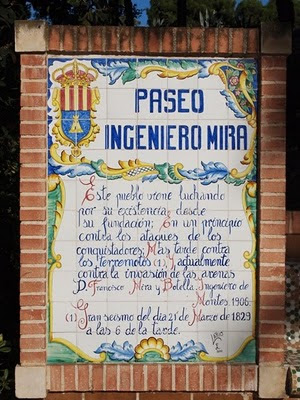 PASEO
INGENIERO MIRA
Este pueblo viene luchando
por su existencia desde
su fundación; En un principio
contra los ataques de los
conquistadores; Mas tarde contra
los terremotos (1) y agualmente
contra la invasión de las arenas
D. Francisco Mira y Botella. Ingeniero de
Montes. 1906.
(1) Gran seismo del dia 21 de Marzo de 1829
a las 6 de la tarde.